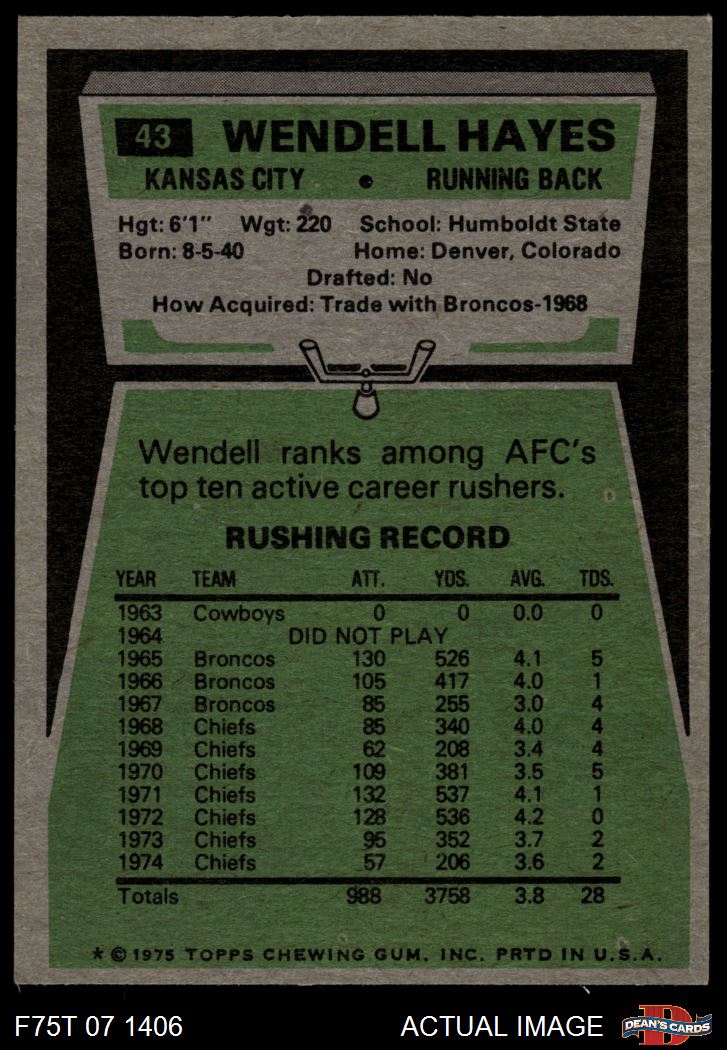 43 WENDELL HAYES
KANSAS CITY • RUNNING BACK
Hgt: 6'1" Wgt: 220 School: Humboldt State
Born: 8-5-40 Home: Denver, Colorado
Drafted: No
How Acquired: Trade with Broncos-1968
Wendell ranks among AFC's
top ten active career rushers.
RUSHING RECORD
YEAR TEAM ATT. YDS. AVG. TDS.
1963 Cowboys 0 0 0.0 0
1964 DID NOT PLAY
1965 Broncos 130 526 4.1 5
1966 Broncos 105 417 4.0 1
1967 Broncos 85 255 3.0 4
1968 Chiefs 85 340 4.0 4
1969 Chiefs 62 208 3.4 4
1970 Chiefs 109 381 3.5 5
1971 Chiefs 132 537 4.1 1
1972 Chiefs 128 536 4.2 0
1973 Chiefs 95 352 3.7 2
1974 Chiefs 57 206 3.6 2
Totals 988 3758 3.8 28
* © 1975 TOPPS CHEWING GUM, INC. PRTD IN U.S.A.
F75T 07 1406 ACTUAL IMAGE D DEAN'S CARDS